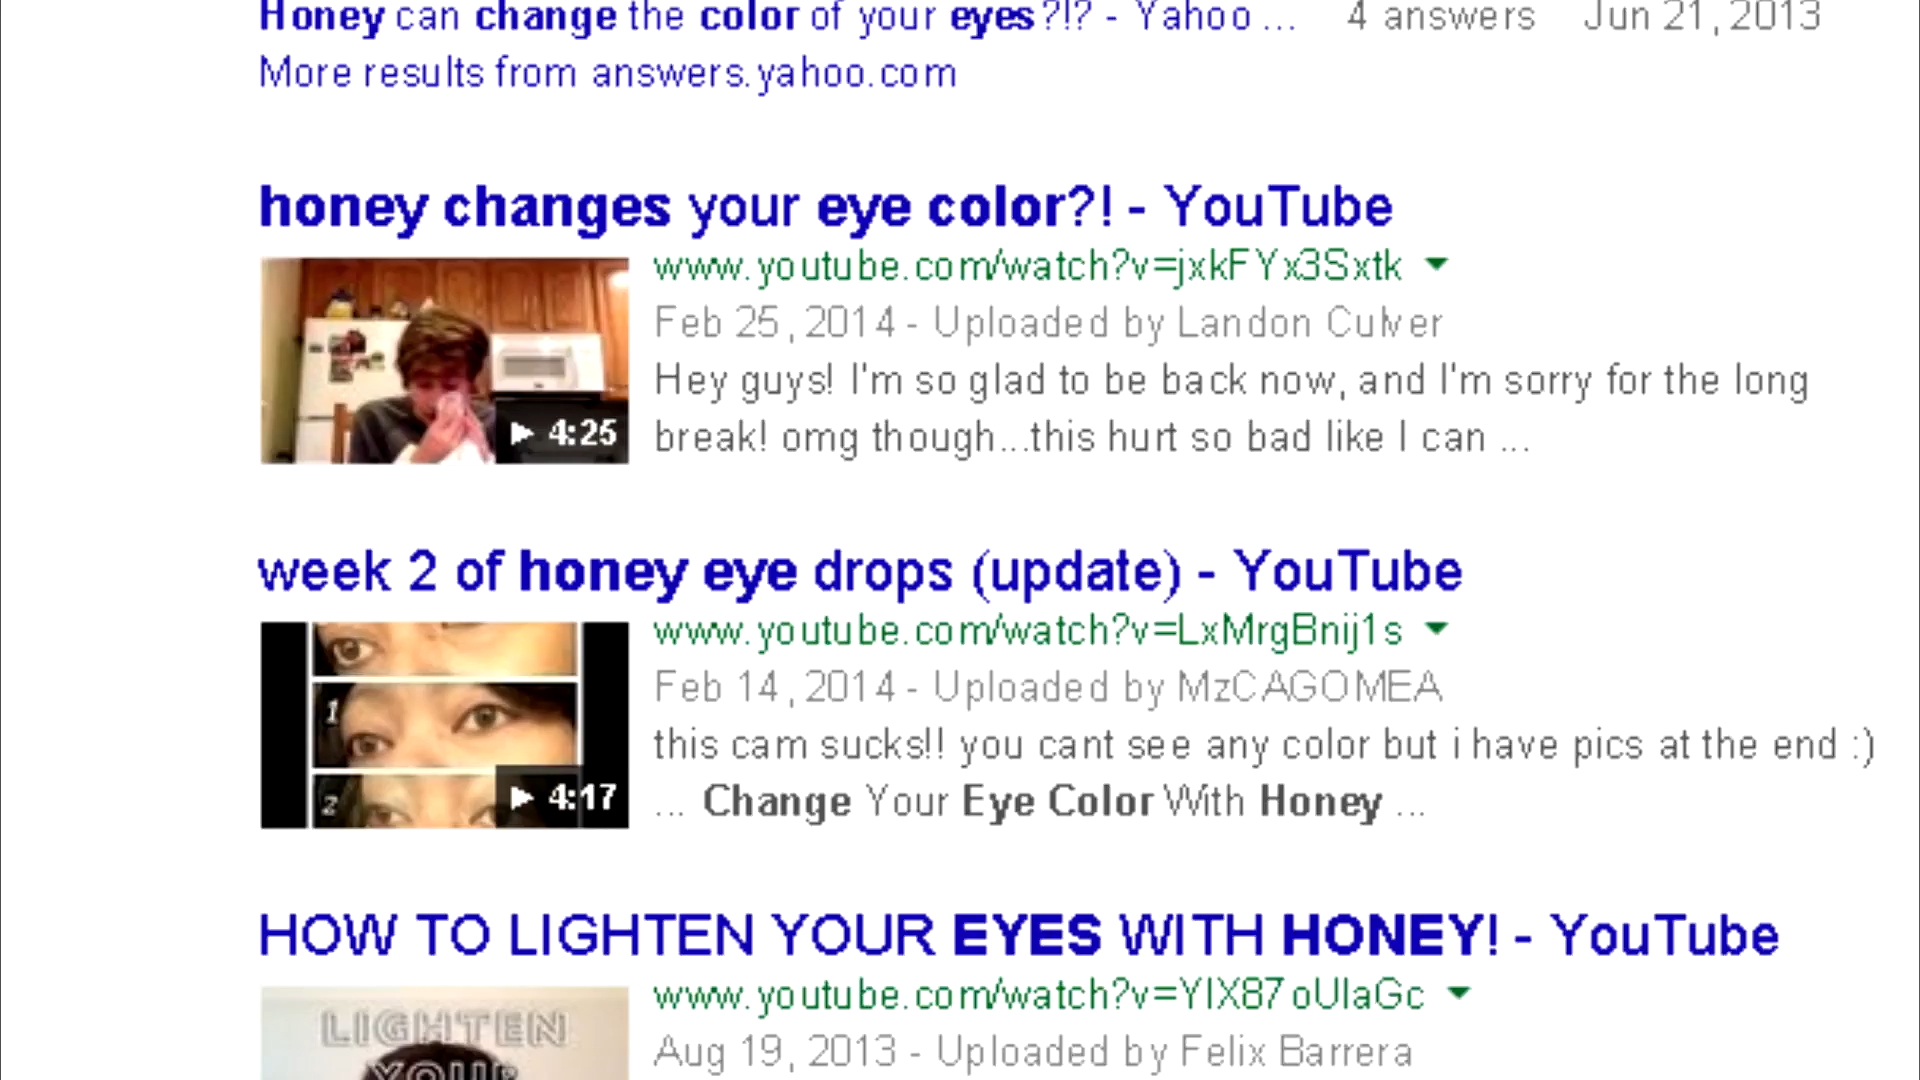 Honey can change the color of your eyes?!? - Yahoo ... 4 answers Jun 21, 2013
More results from answers.yahoo.com
honey changes your eye color?! - YouTube
www.youtube.com/watch?v=jxkFYx3Sxtk
Feb 25, 2014 - Uploaded by Landon Culver
Hey guys! I'm so glad to be back now, and I'm sorry for the long
break! omg though...this hurt so bad like I can ...
4:25
week 2 of honey eye drops (update) - YouTube
www.youtube.com/watch?v=LxMrgBnij1s
Feb 14, 2014 - Uploaded by MzCAGOMEA
this cam sucks!! you cant see any color but i have pics at the end :)
... Change Your Eye Color With Honey ...
1
2
4:17
HOW TO LIGHTEN YOUR EYES WITH HONEY! - YouTube
www.youtube.com/watch?v=YIX87oUlaGc
Aug 19, 2013 - Uploaded by Felix Barrera
LIGHTEN
YOUR